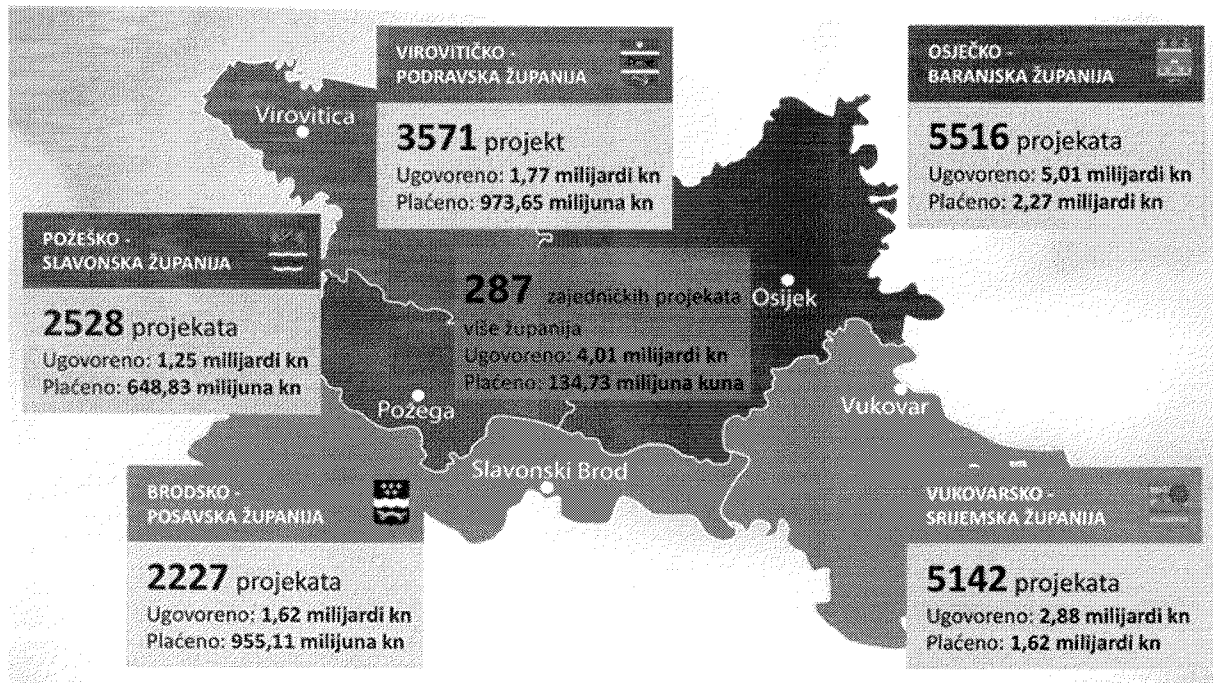 VIROVITIČKO -
PODRAVSKA ŽUPANIJA
3571 projekt
Ugovoreno: 1,77 milijardi kn
Plaćeno: 973,65 milijuna kn
OSJEČKO -
BARANJSKA ŽUPANIJA
5516 projekata
Ugovoreno: 5,01 milijardi kn
Plaćeno: 2,27 milijardi kn
Virovitica
POŽEŠKO -
SLAVONSKA ŽUPANIJA
2528 projekata
Ugovoreno: 1,25 milijardi kn
Plaćeno: 648,83 milijuna kn
287 zajedničkih projekata
više županija
Ugovoreno: 4,01 milijardi kn
Plaćeno: 134,73 milijuna kuna
Osijek
Požega
Vukovar
Slavonski Brod
BRODSKO -
POSAVSKA ŽUPANIJA
2227 projekata
Ugovoreno: 1,62 milijardi kn
Plaćeno: 955,11 milijuna kn
VUKOVARSKO -
SRIJEMSKA ŽUPANIJA
5142 projekata
Ugovoreno: 2,88 milijardi kn
Plaćeno: 1,62 milijardi kn